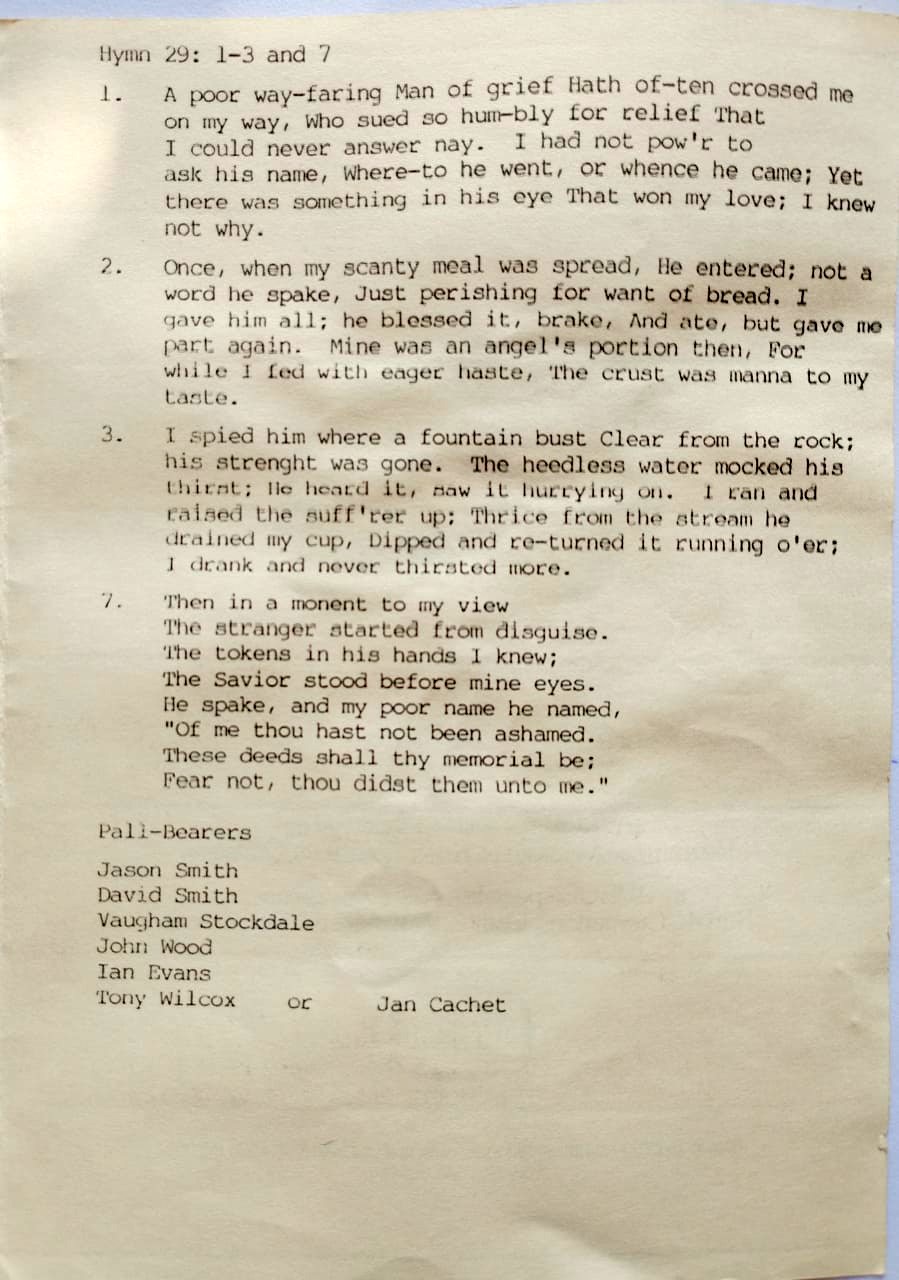 Hymn 29: 1-3 and 7
1. A poor way-faring Man of grief Hath of-ten crossed me
on my way, Who sued so hum-bly for relief That
I could never answer nay. I had not pow'r to
ask his name, Where-to he went, or whence he came; Yet
there was something in his eye That won my love; I knew
not why.
2. Once, when my scanty meal was spread, He entered; not a
word he spake, Just perishing for want of bread. I
gave him all; he blessed it, brake, And ate, but gave me
part again. Mine was an angel's portion then, For
while I fed with eager haste, The crust was manna to my
taste.
3. I spied him where a fountain bust Clear from the rock;
his strenght was gone. The heedless water mocked his
thirst; He heard it, saw it hurrying on. I ran and
raised the suff'rer up; Thrice from the stream he
drained my cup, Dipped and re-turned it running o'er;
I drank and never thirsted more.
7. Then in a monent to my view
The stranger started from disguise.
The tokens in his hands I knew;
The Savior stood before mine eyes.
He spake, and my poor name he named,
"Of me thou hast not been ashamed.
These deeds shall thy memorial be;
Fear not, thou didst them unto me."
Pall-Bearers
Jason Smith
David Smith
Vaugham Stockdale
John Wood
Ian Evans
Tony Wilcox or Jan Cachet